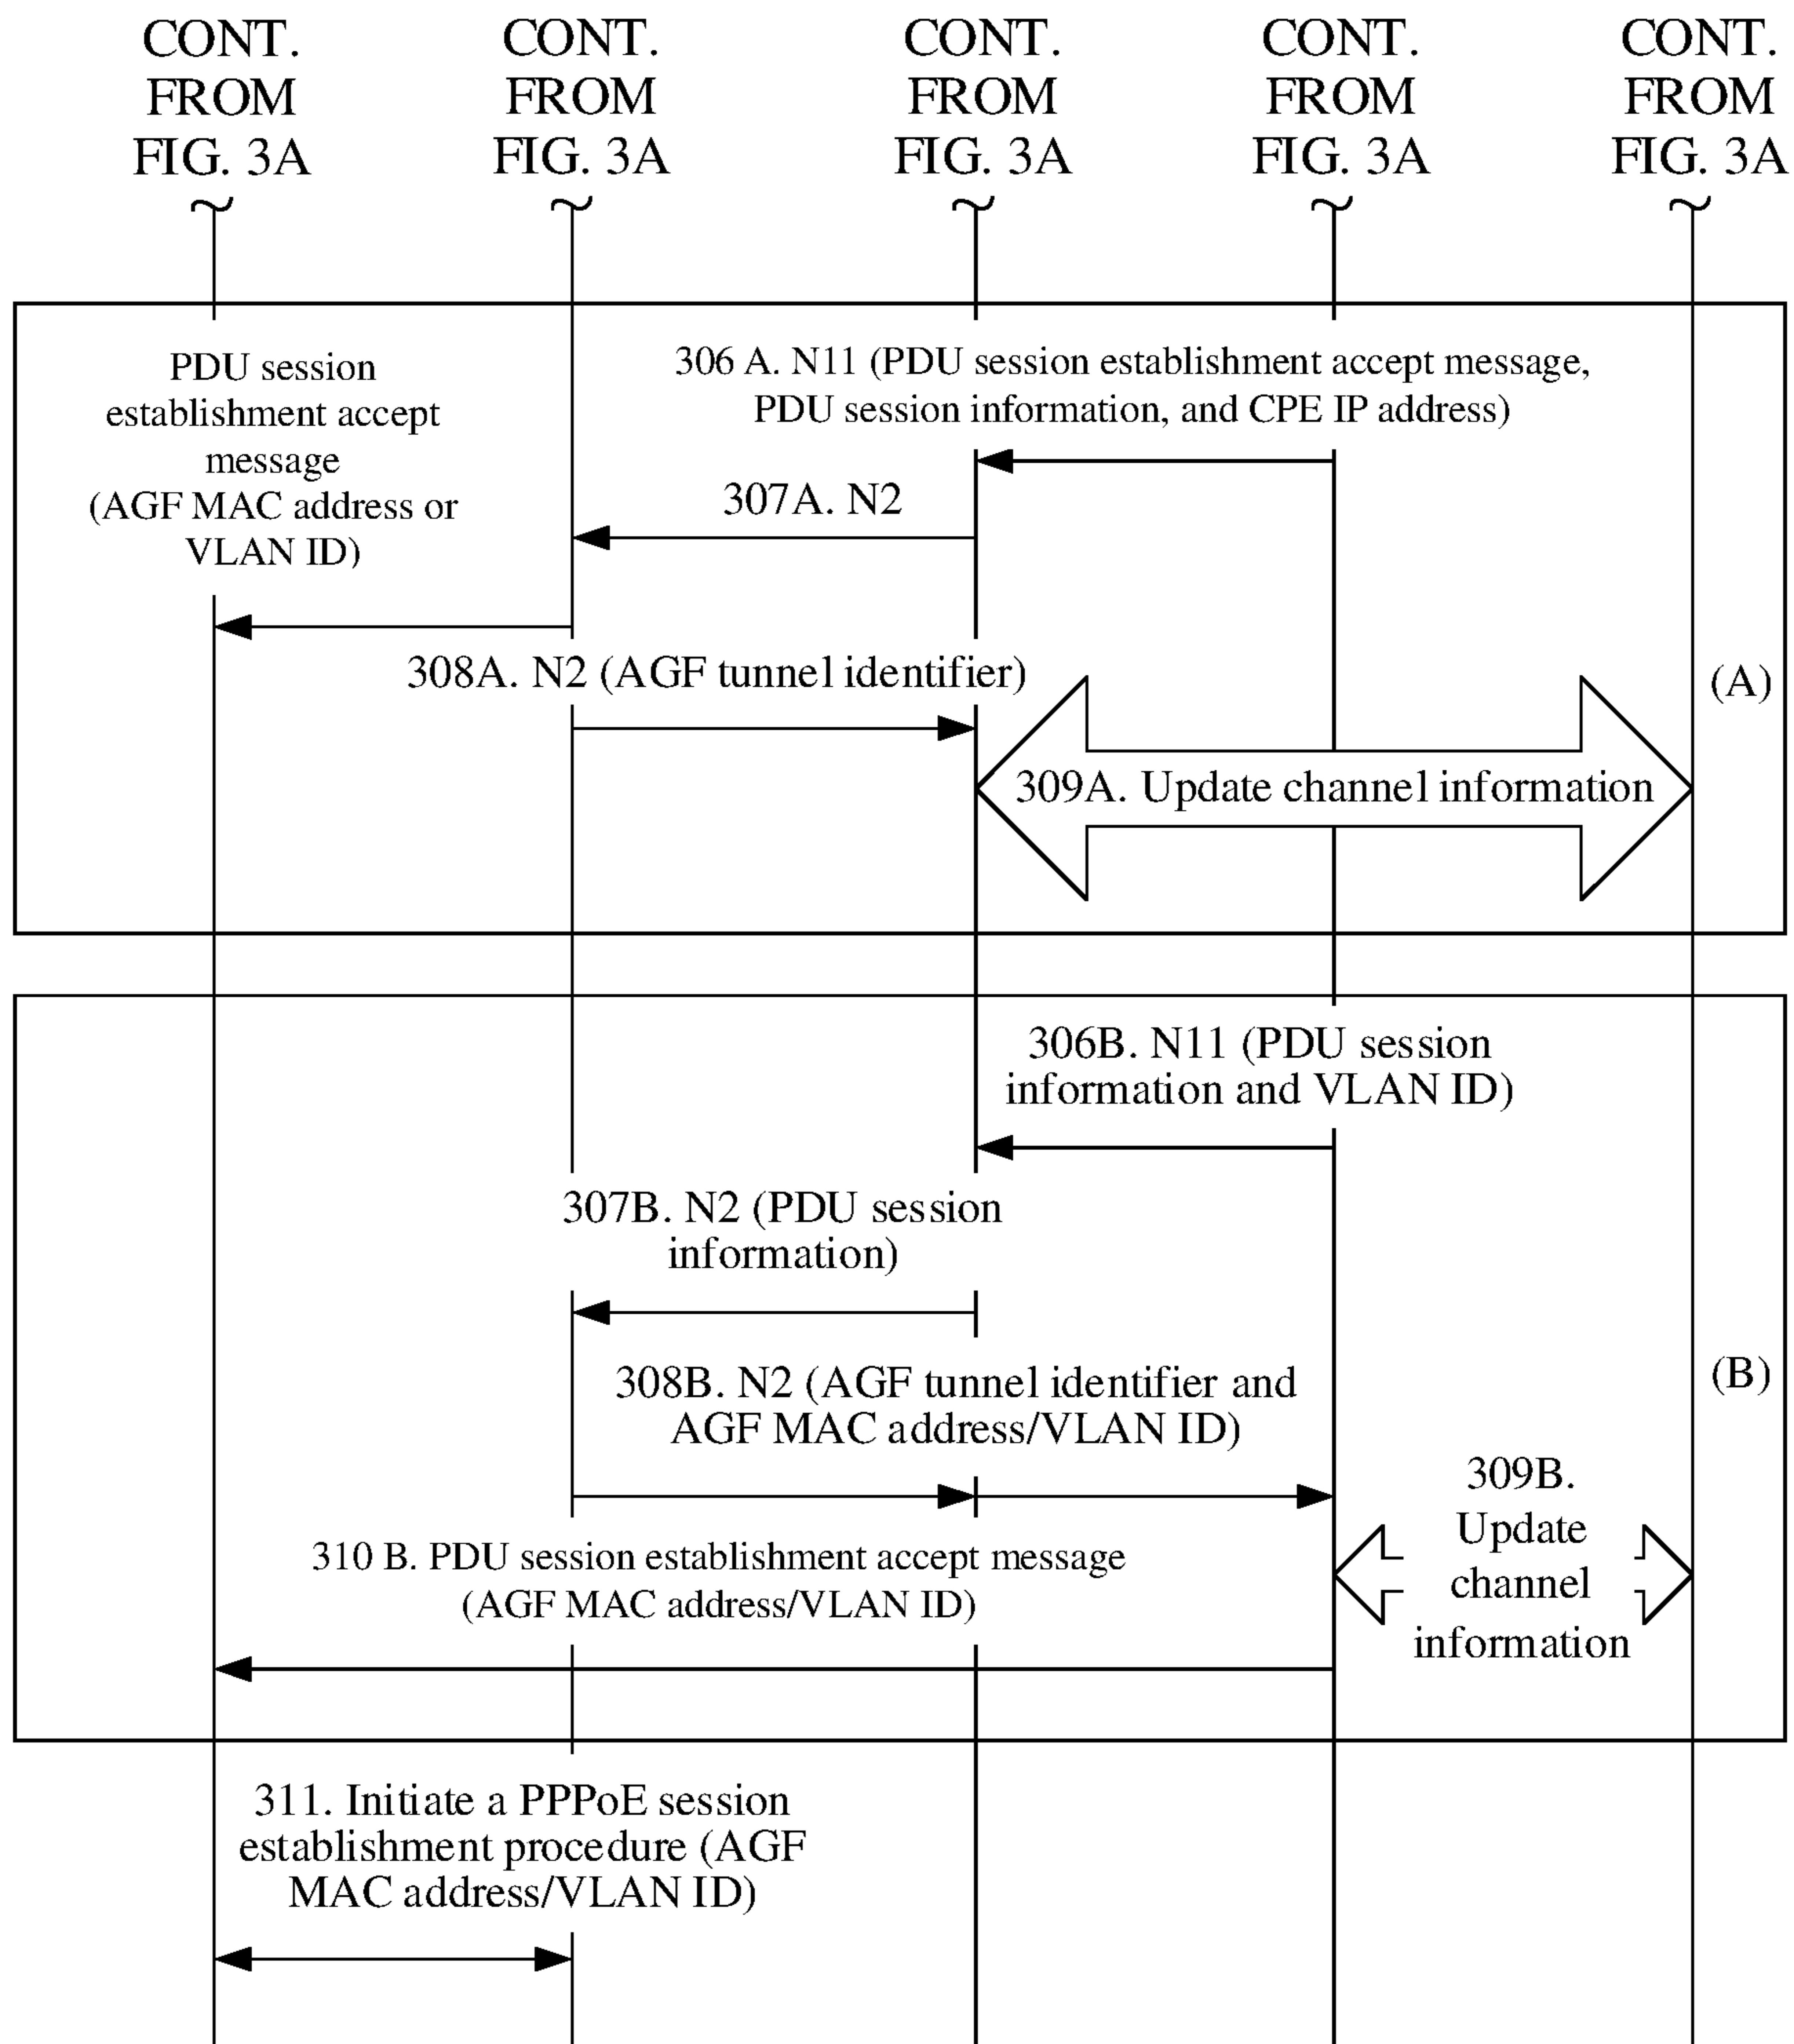 CONT.
FROM
FIG. 3A
CONT.
FROM
FIG. 3A
CONT.
FROM
FIG. 3A
CONT.
FROM
FIG. 3A
CONT.
FROM
FIG. 3A
PDU session
establishment accept
message
(AGF MAC address or
VLAN ID)
306 A. N11 (PDU session establishment accept message,
PDU session information, and CPE IP address)
307A. N2
308A. N2 (AGF tunnel identifier)
(A)
309A. Update channel information
306B. N11 (PDU session
information and VLAN ID)
307B. N2 (PDU session
information)
308B. N2 (AGF tunnel identifier and
AGF MAC address/VLAN ID)
(B)
309B.
Update
channel
information
310 B. PDU session establishment accept message
(AGF MAC address/VLAN ID)
311. Initiate a PPPoE session
establishment procedure (AGF
MAC address/VLAN ID)